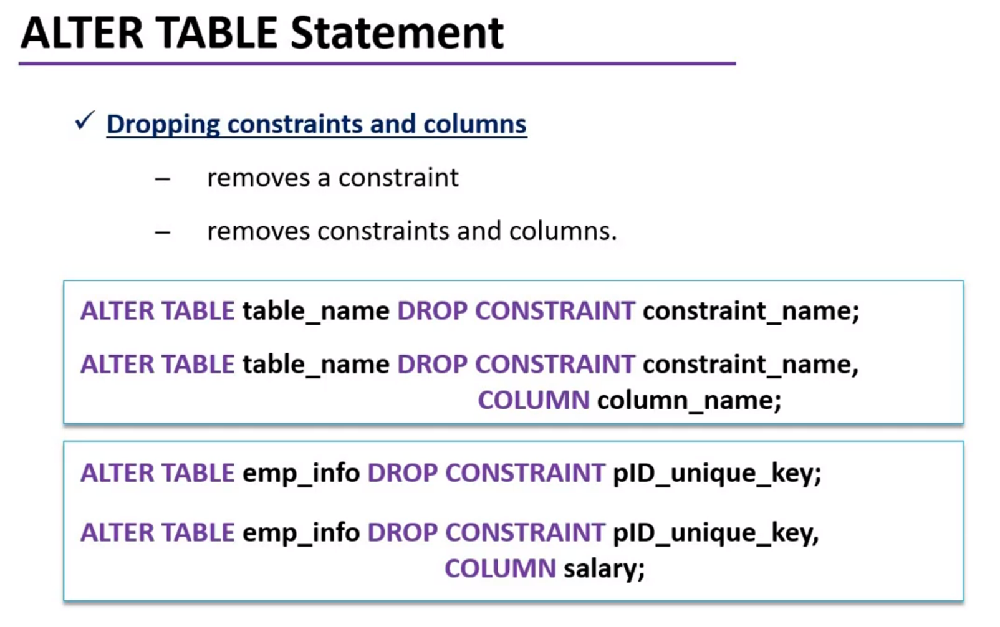 ALTER TABLE Statement
✓ Dropping constraints and columns
– removes a constraint
– removes constraints and columns.
ALTER TABLE table_name DROP CONSTRAINT constraint_name;
ALTER TABLE table_name DROP CONSTRAINT constraint_name,
COLUMN column_name;
ALTER TABLE emp_info DROP CONSTRAINT pID_unique_key;
ALTER TABLE emp_info DROP CONSTRAINT pID_unique_key,
COLUMN salary;